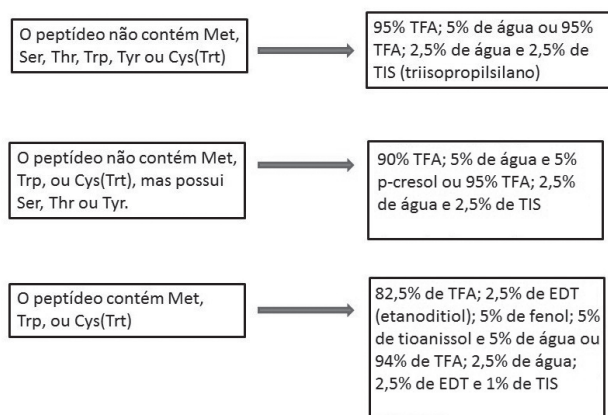 O peptídeo não contém Met,
Ser, Thr, Trp, Tyr ou Cys(Trt)
95% TFA; 5% de água ou 95%
TFA; 2,5% de água e 2,5% de
TIS (triisopropilsilano)
O peptídeo não contém Met,
Trp, ou Cys(Trt), mas possui
Ser, Thr ou Tyr.
90% TFA; 5% de água e 5%
p-cresol ou 95% TFA; 2,5%
de água e 2,5% de TIS
O peptídeo contém Met,
Trp, ou Cys(Trt)
82,5% de TFA; 2,5% de EDT
(etanoditiol); 5% de fenol; 5%
de tioanissol e 5% de água ou
94% de TFA; 2,5% de água;
2,5% de EDT e 1% de TIS